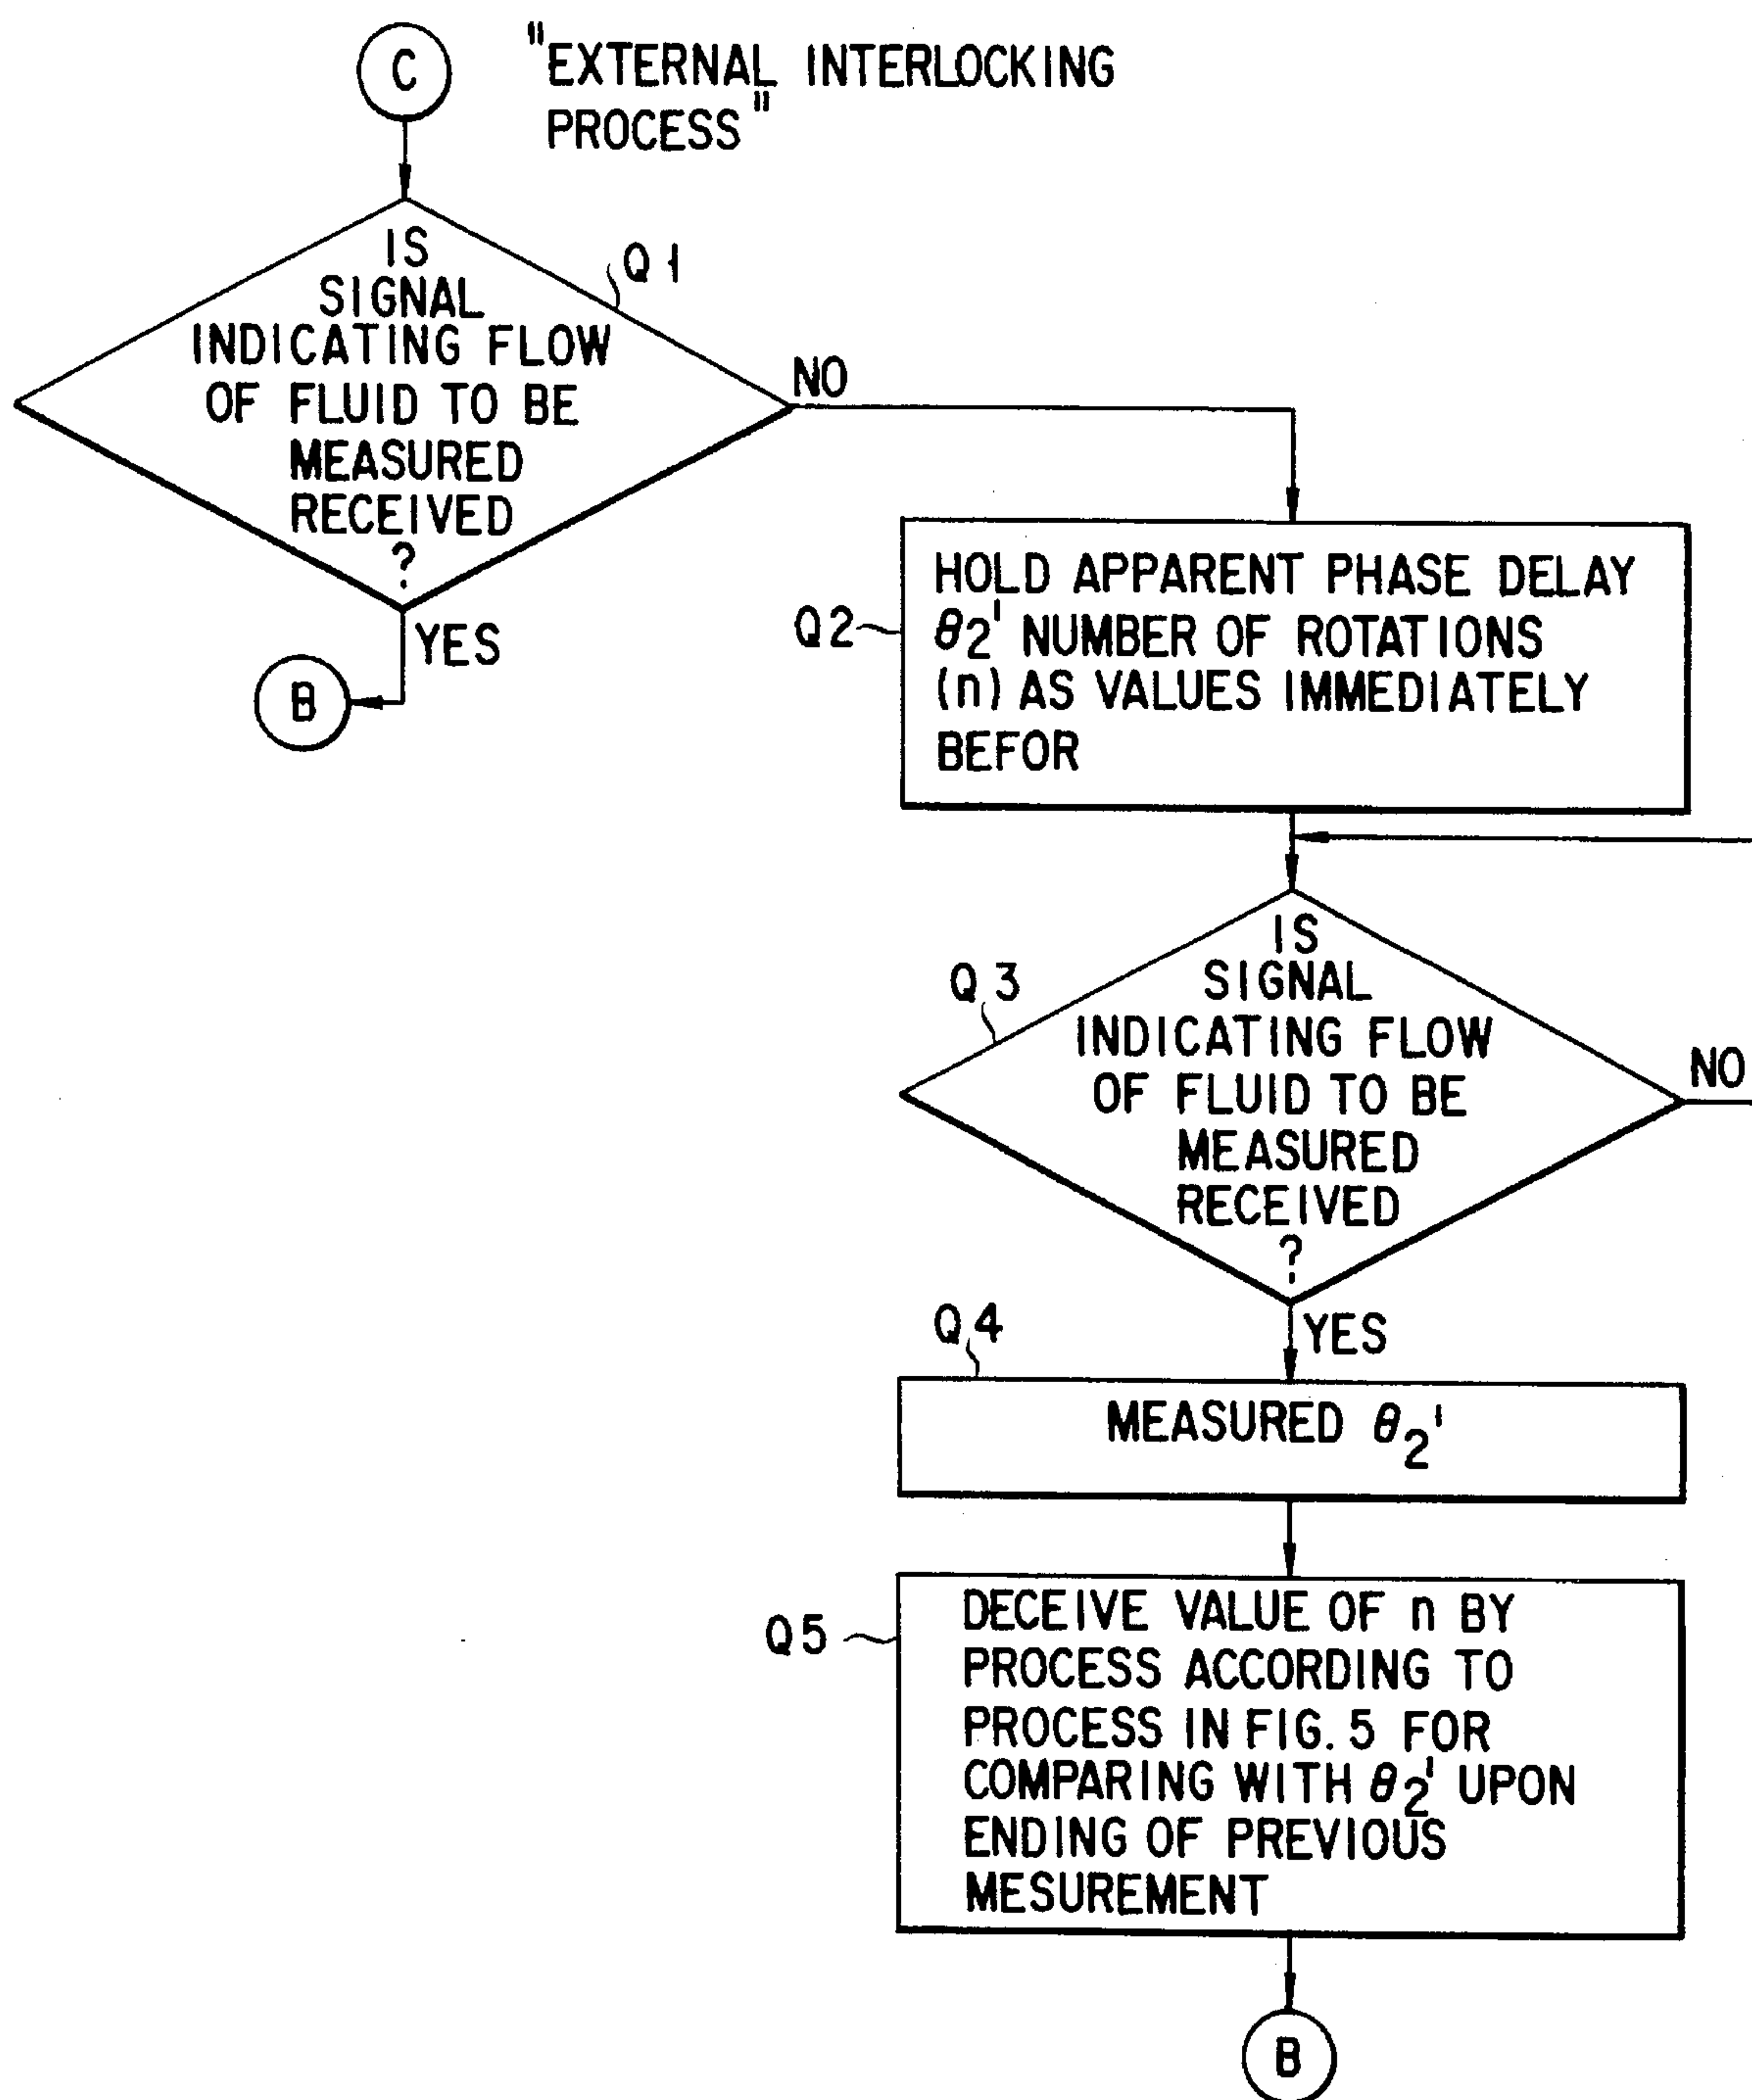 C
"EXTERNAL INTERLOCKING
PROCESS"
IS
SIGNAL
INDICATING FLOW
OF FLUID TO BE
MEASURED
RECEIVED
?
Q1
NO
YES
B
Q2
HOLD APPARENT PHASE DELAY
θ2' NUMBER OF ROTATIONS
(n) AS VALUES IMMEDIATELY
BEFOR
Q3
IS
SIGNAL
INDICATING FLOW
OF FLUID TO BE
MEASURED
RECEIVED
?
NO
YES
Q4
MEASURED θ2'
Q5
DECEIVE VALUE OF n BY
PROCESS ACCORDING TO
PROCESS IN FIG. 5 FOR
COMPARING WITH θ2' UPON
ENDING OF PREVIOUS
MESUREMENT
B